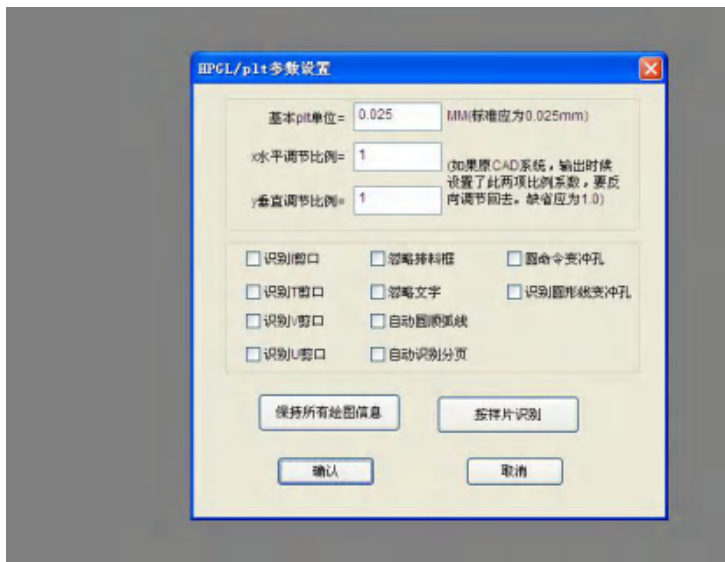 HPGL/plt参数设置
基本plt单位= 0.025 MM(标准应为0.025mm)
x水平调节比例= 1
(如果原CAD系统，输出时候
设置了此两项比例系数，要反
y垂直调节比例= 1 向调节回去。缺省应为1.0)
识别I剪口 忽略排料框 圆命令变冲孔
识别T剪口 忽略文字 识别圆形线变冲孔
识别V剪口 自动圆顺弧线
识别U剪口 自动识别分页
保持所有绘图信息 按样片识别
确认 取消